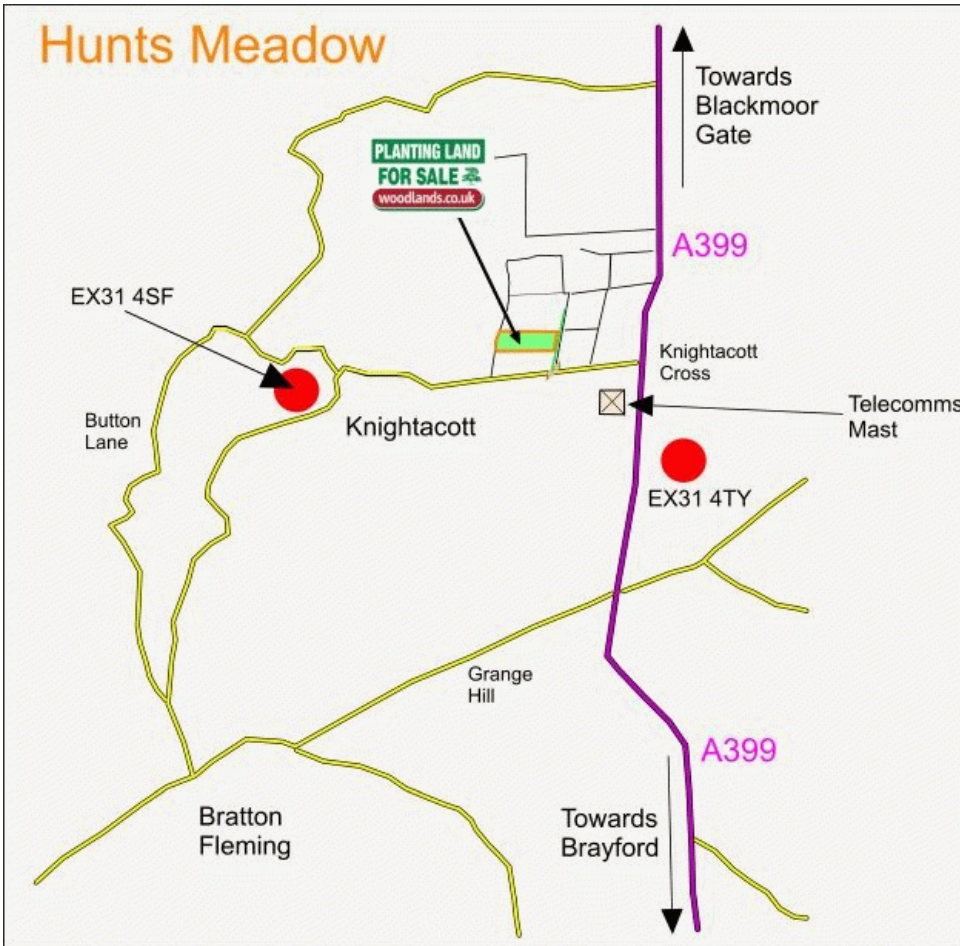 Hunts Meadow
Towards
Blackmoor
Gate
PLANTING LAND
FOR SALE
woodlands.co.uk
A399
EX31 4SF
Knightacott
Cross
Button
Lane
Knightacott
Telecomms
Mast
EX31 4TY
Grange
Hill
A399
Bratton
Fleming
Towards
Brayford